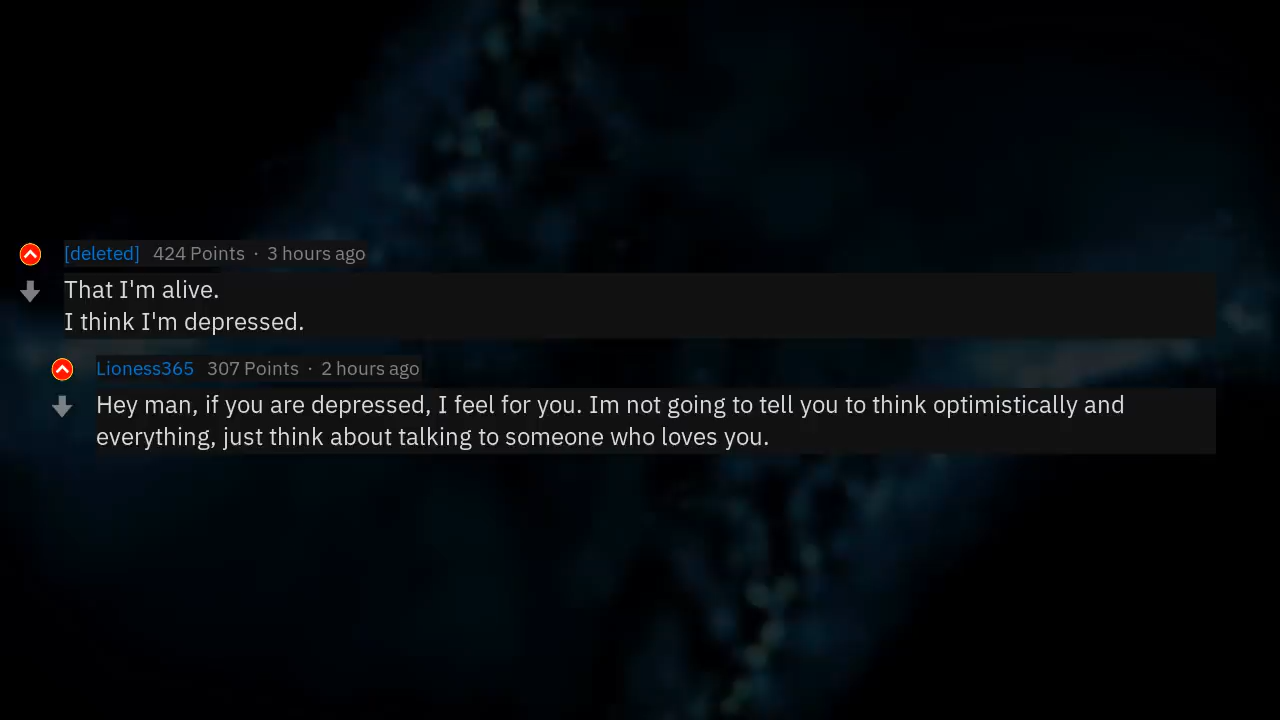 [deleted] 424 Points · 3 hours ago
That I'm alive.
I think I'm depressed.
Lioness365 307 Points · 2 hours ago
Hey man, if you are depressed, I feel for you. Im not going to tell you to think optimistically and
everything, just think about talking to someone who loves you.